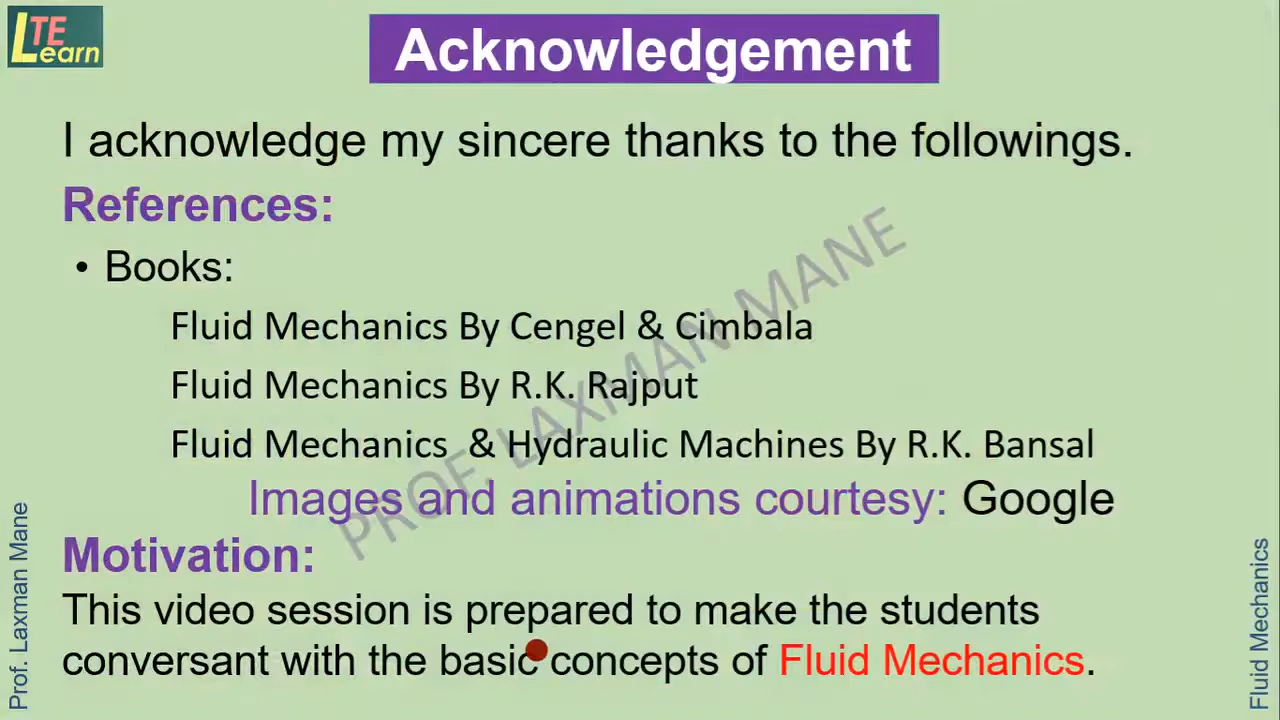 LTE Learn
Acknowledgement
I acknowledge my sincere thanks to the followings.
References:
• Books:
Fluid Mechanics By Cengel & Cimbala
Fluid Mechanics By R.K. Rajput
Fluid Mechanics & Hydraulic Machines By R.K. Bansal
Images and animations courtesy: Google
Motivation:
This video session is prepared to make the students
conversant with the basic concepts of Fluid Mechanics.
PROF. LAXMAN MANE
Prof. Laxman Mane
Fluid Mechanics